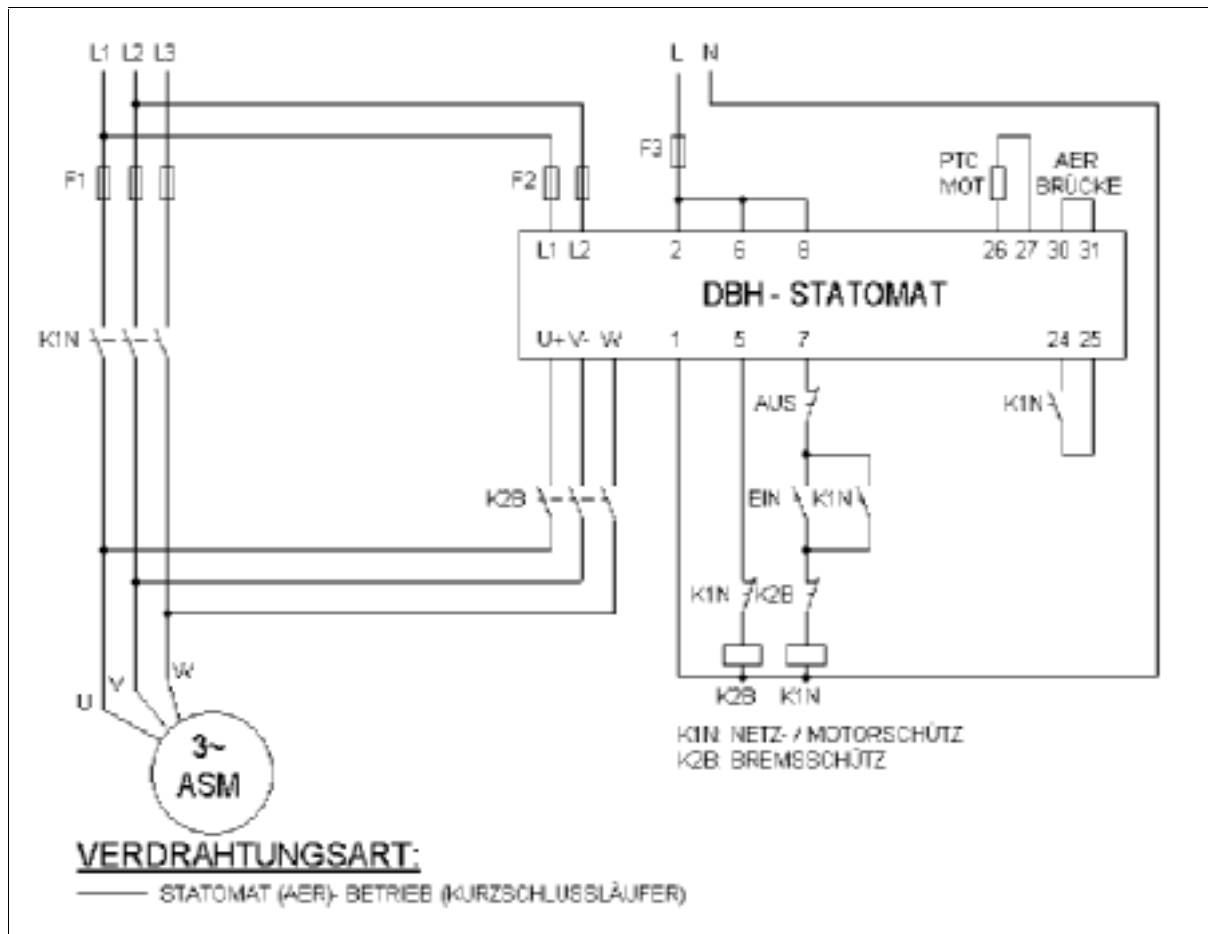 L1 L2 L3
L N
F1
F2
F3
PTC MOT
AER BRÜCKE
L1 L2 2 6 8 26 27 30 31
DBH - STATOMAT
U+ V- W 1 5 7 24 25
K1N
AUS
K1N
K2B
EIN
K1N
K1N
K2B
K2B
K1N
U
V
W
3~
ASM
K1N: NETZ- / MOTORSCHÜTZ
K2B: BREMSSCHÜTZ
VERDRAHTUNGSART:
STATOMAT (AER)- BETRIEB (KURZSCHLUSSLÄUFER)